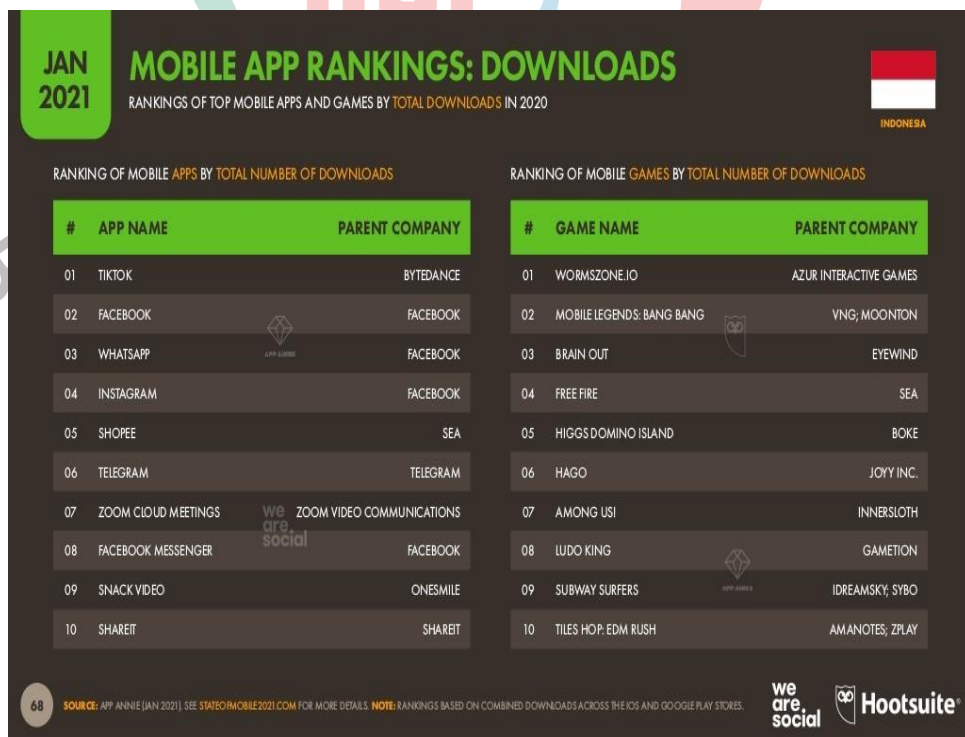 JAN
2021
MOBILE APP RANKINGS: DOWNLOADS
RANKINGS OF TOP MOBILE APPS AND GAMES BY TOTAL DOWNLOADS IN 2020
INDONESIA
RANKING OF MOBILE APPS BY TOTAL NUMBER OF DOWNLOADS
# APP NAME PARENT COMPANY
01 TIKTOK BYTEDANCE
02 FACEBOOK FACEBOOK
03 WHATSAPP FACEBOOK
04 INSTAGRAM FACEBOOK
05 SHOPEE SEA
06 TELEGRAM TELEGRAM
07 ZOOM CLOUD MEETINGS ZOOM VIDEO COMMUNICATIONS
08 FACEBOOK MESSENGER FACEBOOK
09 SNACK VIDEO ONESMILE
10 SHAREIT SHAREIT
RANKING OF MOBILE GAMES BY TOTAL NUMBER OF DOWNLOADS
# GAME NAME PARENT COMPANY
01 WORMSZONE.IO AZUR INTERACTIVE GAMES
02 MOBILE LEGENDS: BANG BANG VNG; MOONTON
03 BRAIN OUT EYEWIND
04 FREE FIRE SEA
05 HIGGS DOMINO ISLAND BOKE
06 HAGO JOYY INC.
07 AMONG US! INNERSLOTH
08 LUDO KING GAMETION
09 SUBWAY SURFERS IDREAMSKY; SYBO
10 TILES HOP: EDM RUSH AMANOTES; ZPLAY
APP ANNIE
we
are
social
APP ANNIE
68
SOURCE: APP ANNIE (JAN 2021). SEE STATEOFMOBILE2021.COM FOR MORE DETAILS. NOTE: RANKINGS BASED ON COMBINED DOWNLOADS ACROSS THE IOS AND GOOGLE PLAY STORES.
we
are
social
Hootsuite®